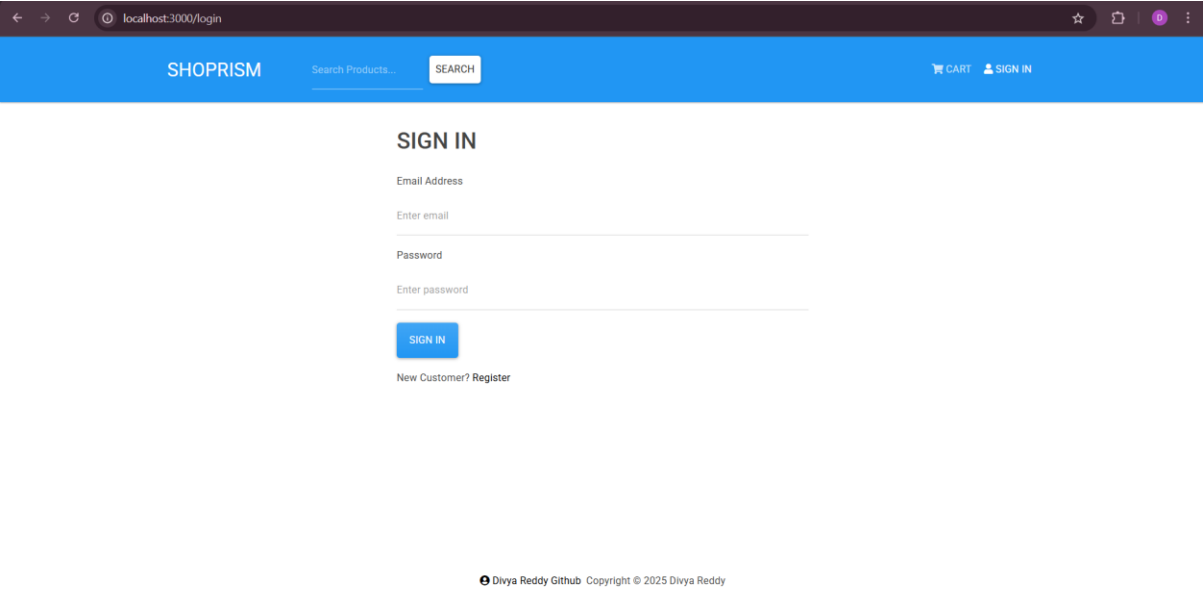 localhost:3000/login
D
SHOPRISM Search Products... SEARCH CART SIGN IN
SIGN IN
Email Address
Enter email
Password
Enter password
SIGN IN
New Customer? Register
Divya Reddy Github Copyright © 2025 Divya Reddy